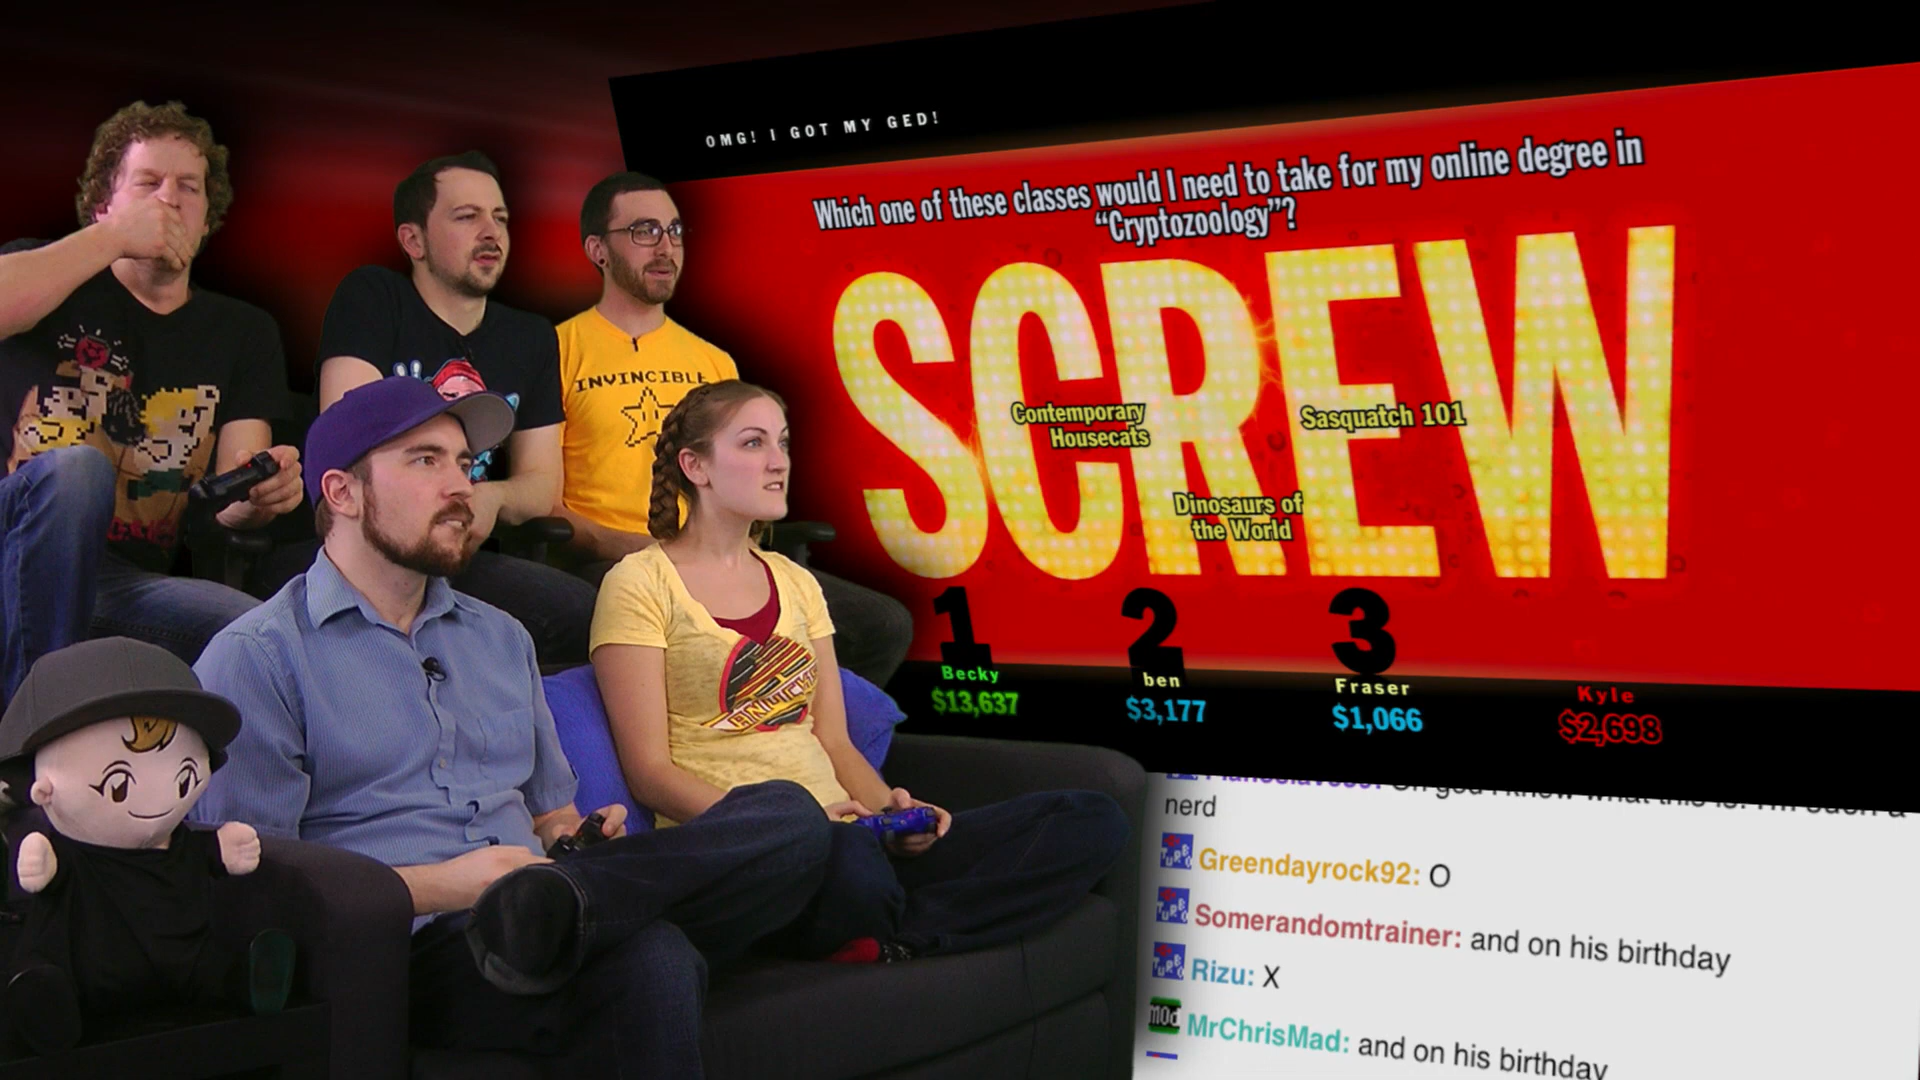 OMG! I GOT MY GED!
Which one of these classes would I need to take for my online degree in
“Cryptozoology”?
SCREW
Contemporary
Housecats
Sasquatch 101
Dinosaurs of
the World
1
2
3
Becky
ben
Fraser
Kyle
$13,637
$3,177
$1,066
$2,698
INVINCIBLE
nerd
Greendayrock92: O
Somerandomtrainer: and on his birthday
Rizu: X
mod MrChrisMad: and on his birthday